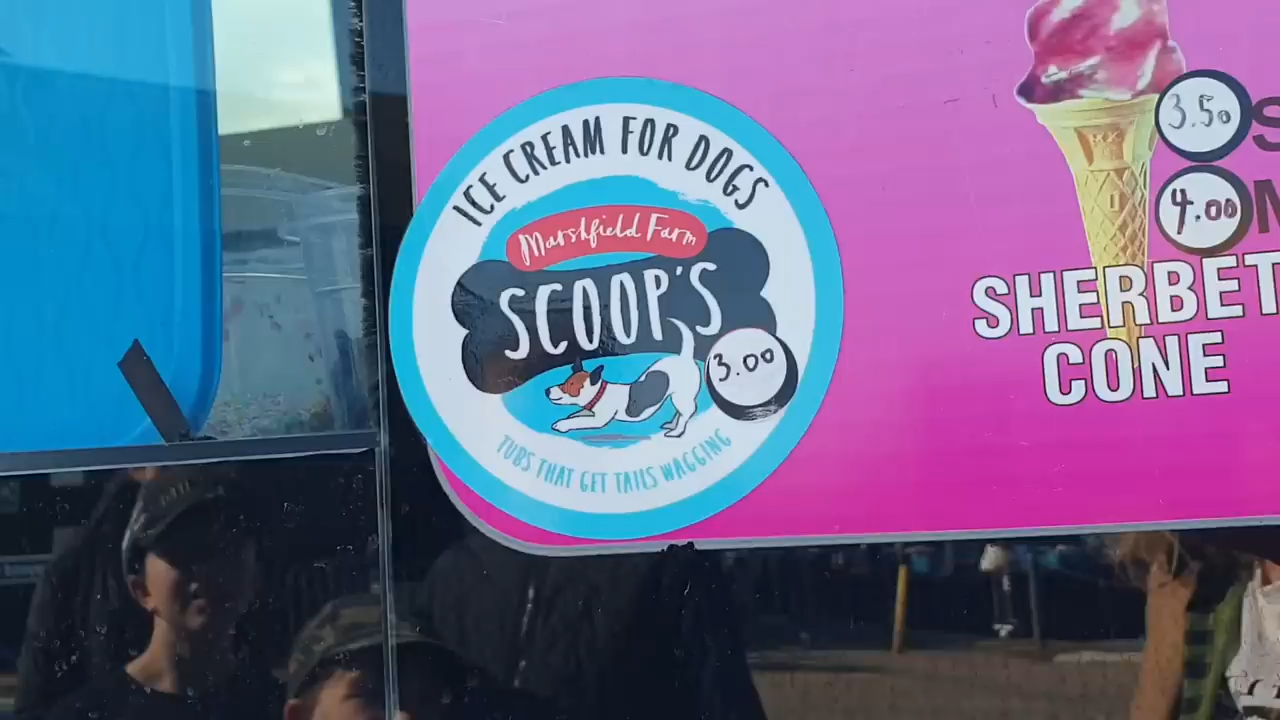 ICE CREAM FOR DOGS
Marshfield Farm
SCOOP'S
3.00
TUBS THAT GET TAILS WAGGING
3.50 S
4.00 M
SHERBET
CONE